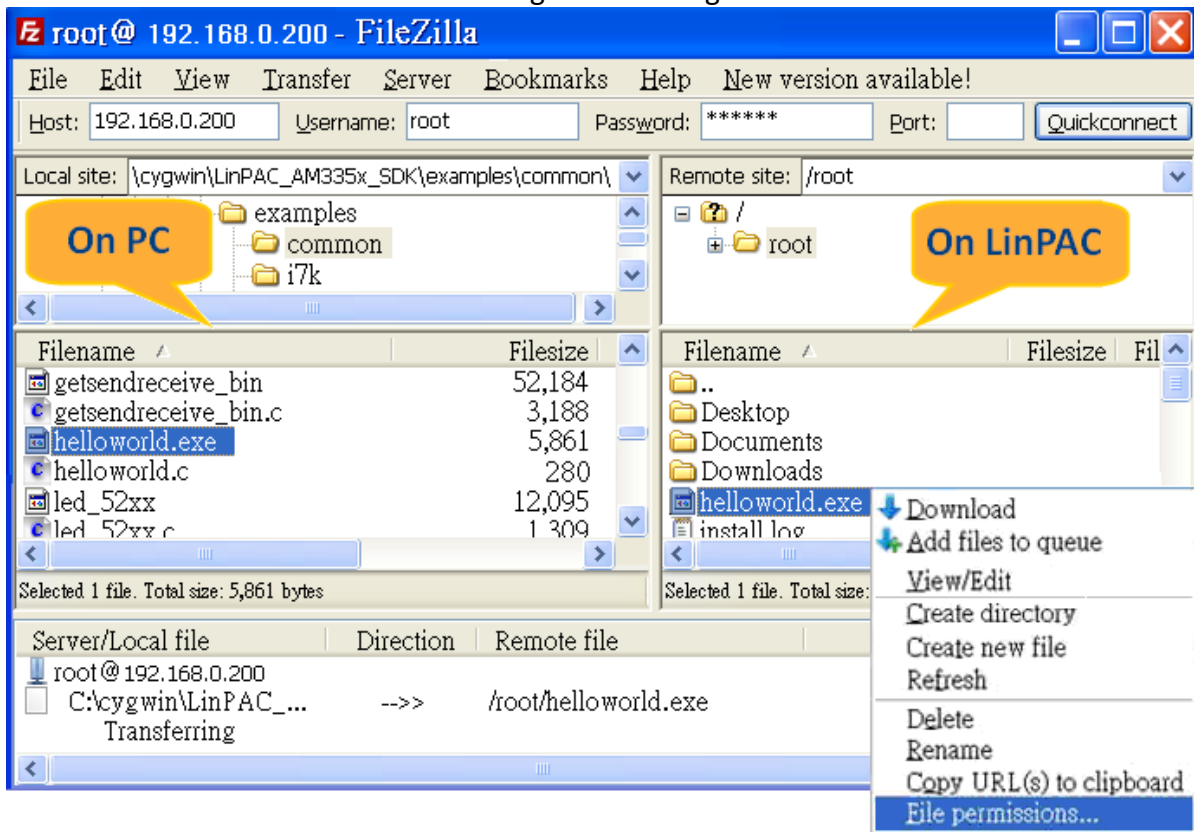 root@ 192.168.0.200 - FileZilla
File Edit View Transfer Server Bookmarks Help New version available!
Host: 192.168.0.200 Username: root Password: ****** Port: Quickconnect
Local site: \cygwin\LinPAC_AM335x_SDK\examples\common\
examples
common
i7k
On PC
Remote site: /root
/
root
On LinPAC
Filename Filesize
getsendreceive_bin 52,184
getsendreceive_bin.c 3,188
helloworld.exe 5,861
helloworld.c 280
led_52xx 12,095
led_52xx.c 1,309
Selected 1 file. Total size: 5,861 bytes
Filename Filesize Fil
..
Desktop
Documents
Downloads
helloworld.exe
install log
Selected 1 file. Total size:
Download
Add files to queue
View/Edit
Create directory
Create new file
Refresh
Delete
Rename
Copy URL(s) to clipboard
File permissions...
Server/Local file Direction Remote file
root@192.168.0.200
C:\cygwin\LinPAC_... -->> /root/helloworld.exe
Transferring